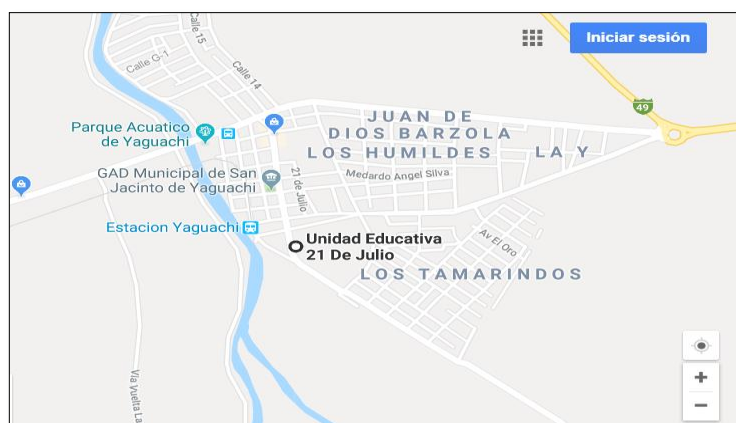 Calle 15
Iniciar sesión
Calle G-1
Calle 14
49
JUAN DE
DIOS BARZOLA
Parque Acuatico
de Yaguachi
LOS HUMILDES
LA Y
GAD Municipal de San
Jacinto de Yaguachi
Medardo Angel Silva
21 de Julio
Estacion Yaguachi
Unidad Educativa
21 De Julio
Av El Oro
LOS TAMARINDOS
Vía Vuelta La
+
−